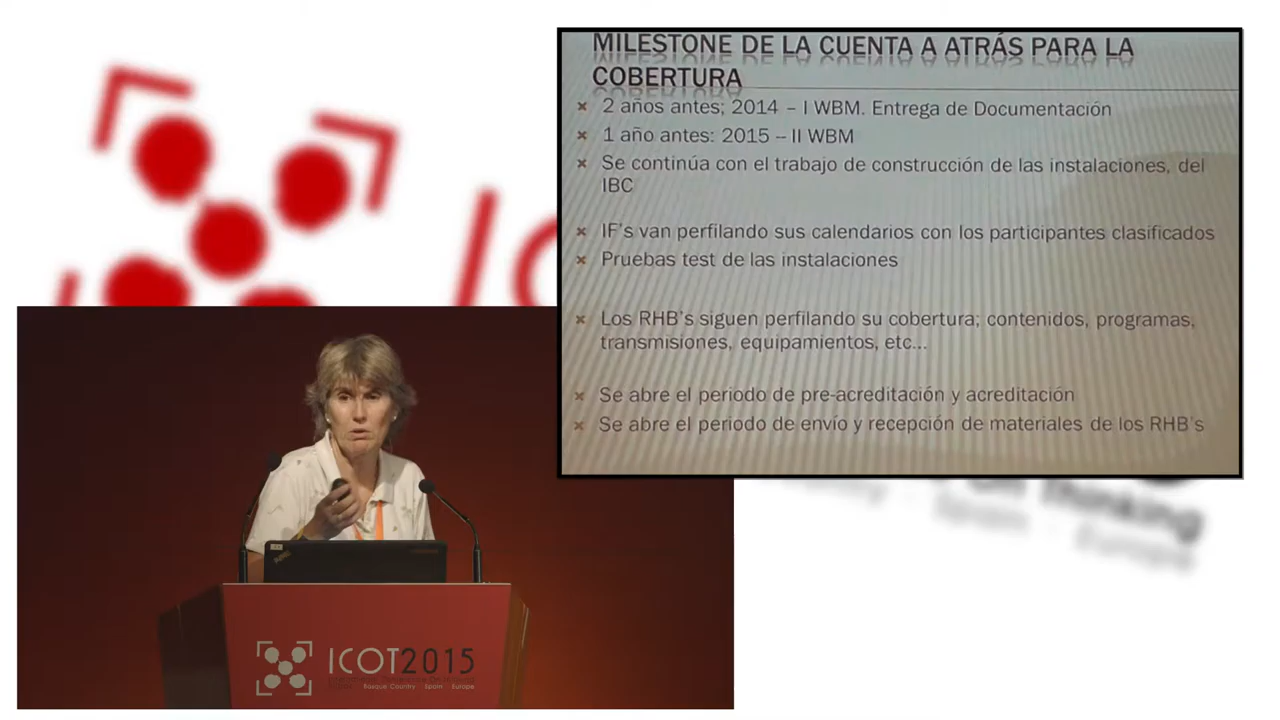 MILESTONE DE LA CUENTA A ATRÁS PARA LA
COBERTURA
2 años antes; 2014 – I WBM. Entrega de Documentación
1 año antes: 2015 – II WBM
Se continúa con el trabajo de construcción de las instalaciones, del
IBC
IF's van perfilando sus calendarios con los participantes clasificados
Pruebas test de las instalaciones
Los RHB's siguen perfilando su cobertura; contenidos, programas,
transmisiones, equipamientos, etc...
Se abre el periodo de pre-acreditación y acreditación
Se abre el periodo de envío y recepción de materiales de los RHB's
on Thinking
Spain Europe
ICOT2015
Basque Country Spain Europe